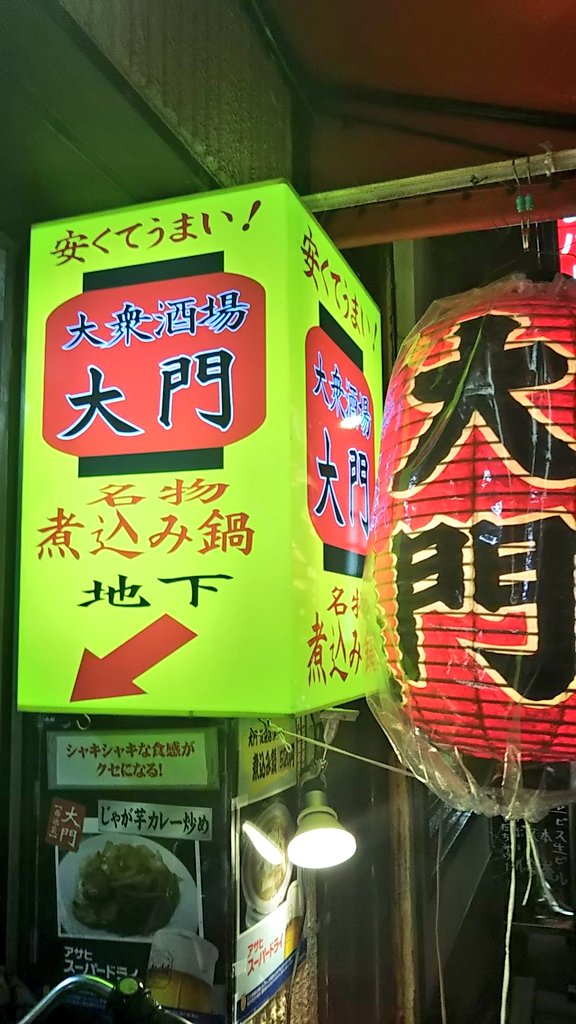 安くてうまい!
大衆酒場
大門
名物
煮込み鍋
地下
安くてうまい!
大衆酒場
大門
名物
煮込み鍋
大門
シャキシャキな食感が
クセになる!
大門
じゃが芋カレー炒め
アサヒ
スーパードライ
アサヒ
スーパードライ